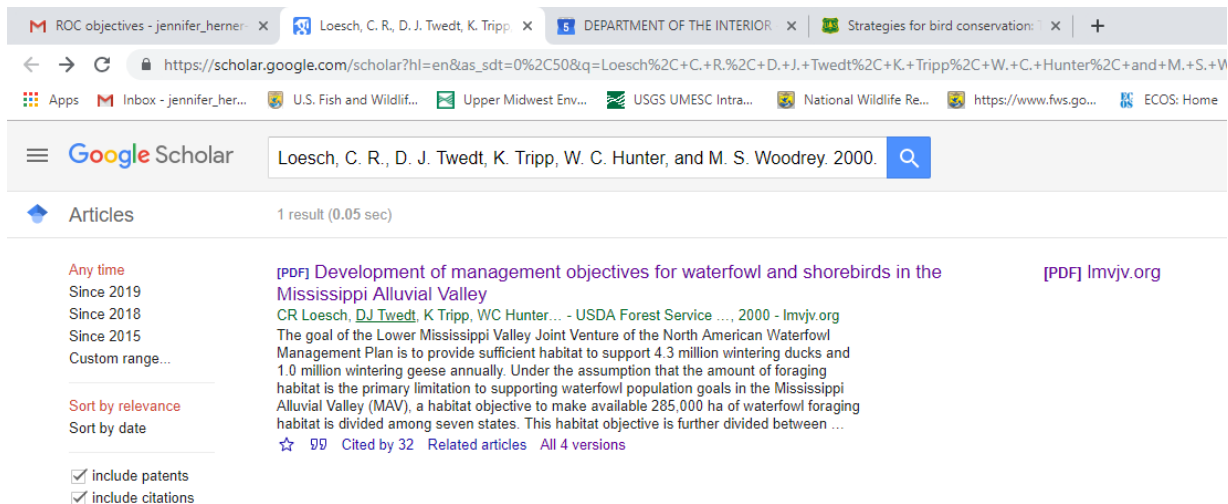 ROC objectives - jennifer_herner-
Loesch, C. R., D. J. Twedt, K. Tripp,
DEPARTMENT OF THE INTERIOR
Strategies for bird conservation:
https://scholar.google.com/scholar?hl=en&as_sdt=0%2C50&q=Loesch%2C+C.+R.%2C+D.+J.+Twedt%2C+K.+Tripp%2C+W.+C.+Hunter%2C+and+M.+S.+W
Apps Inbox - jennifer_her... U.S. Fish and Wildlif... Upper Midwest Env... USGS UMESC Intra... National Wildlife Re... https://www.fws.go... ECOS: Home
Google Scholar
Loesch, C. R., D. J. Twedt, K. Tripp, W. C. Hunter, and M. S. Woodrey. 2000.
Articles
1 result (0.05 sec)
Any time
Since 2019
Since 2018
Since 2015
Custom range...
Sort by relevance
Sort by date
include patents
include citations
[PDF] Development of management objectives for waterfowl and shorebirds in the
Mississippi Alluvial Valley
CR Loesch, DJ Twedt, K Tripp, WC Hunter... - USDA Forest Service ..., 2000 - lmvjv.org
The goal of the Lower Mississippi Valley Joint Venture of the North American Waterfowl
Management Plan is to provide sufficient habitat to support 4.3 million wintering ducks and
1.0 million wintering geese annually. Under the assumption that the amount of foraging
habitat is the primary limitation to supporting waterfowl population goals in the Mississippi
Alluvial Valley (MAV), a habitat objective to make available 285,000 ha of waterfowl foraging
habitat is divided among seven states. This habitat objective is further divided between ...
Cited by 32 Related articles All 4 versions
[PDF] lmvjv.org